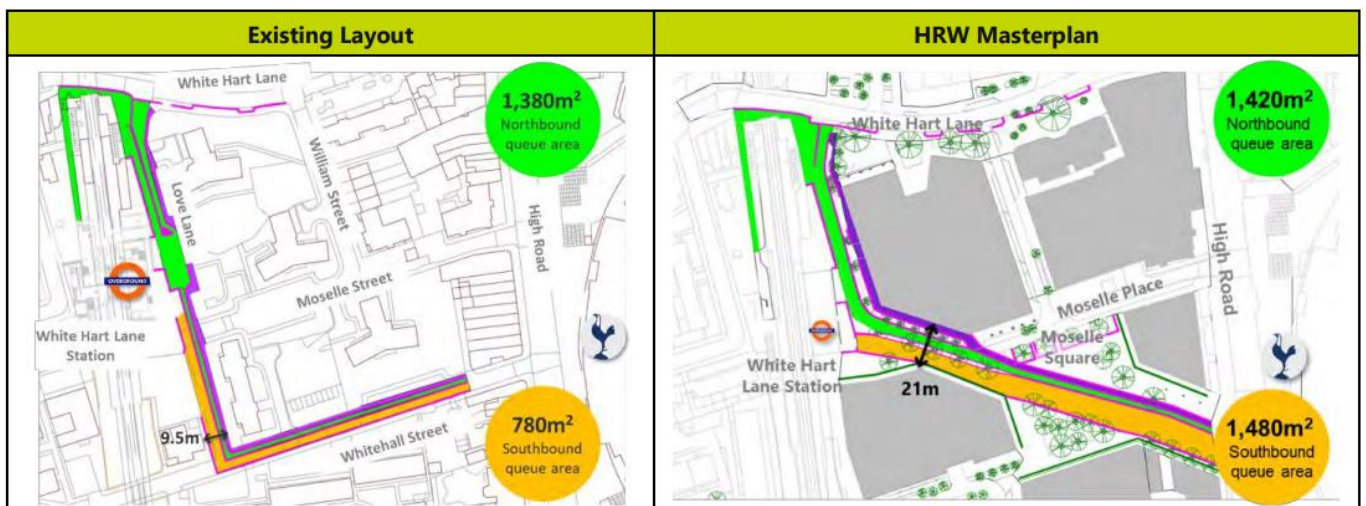 Existing Layout
HRW Masterplan
White Hart Lane
1,380m²
Northbound
queue area
Love Lane
William Street
High Road
OVERGROUND
Moselle Street
White Hart Lane
Station
9.5m
Whitehall Street
780m²
Southbound
queue area
White Hart Lane
1,420m²
Northbound
queue area
High Road
Moselle Place
Moselle
Square
White Hart
Lane Station
21m
1,480m²
Southbound
queue area